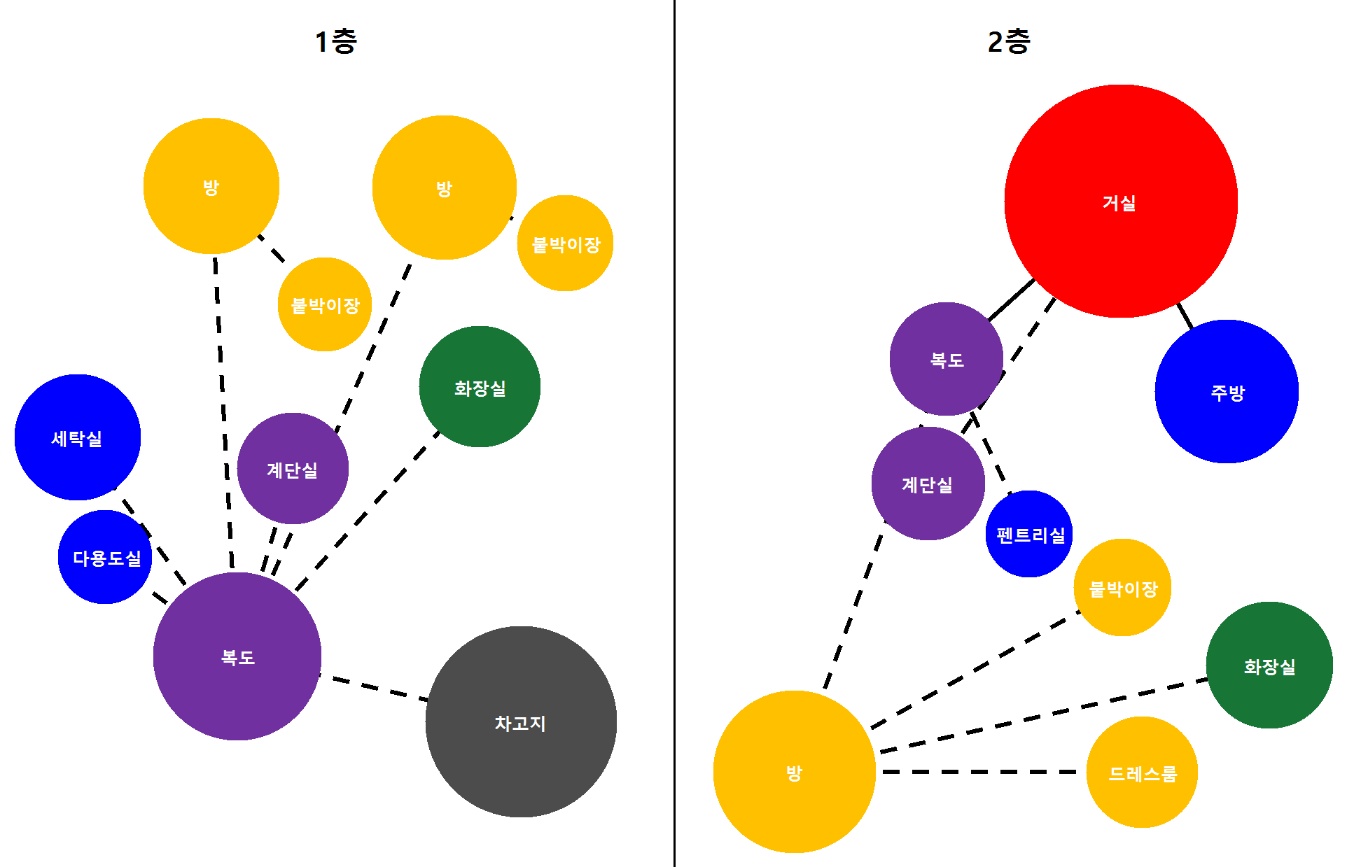 1층
방
방
붙박이장
붙박이장
화장실
세탁실
계단실
다용도실
복도
차고지
2층
거실
복도
주방
계단실
펜트리실
붙박이장
화장실
방
드레스룸